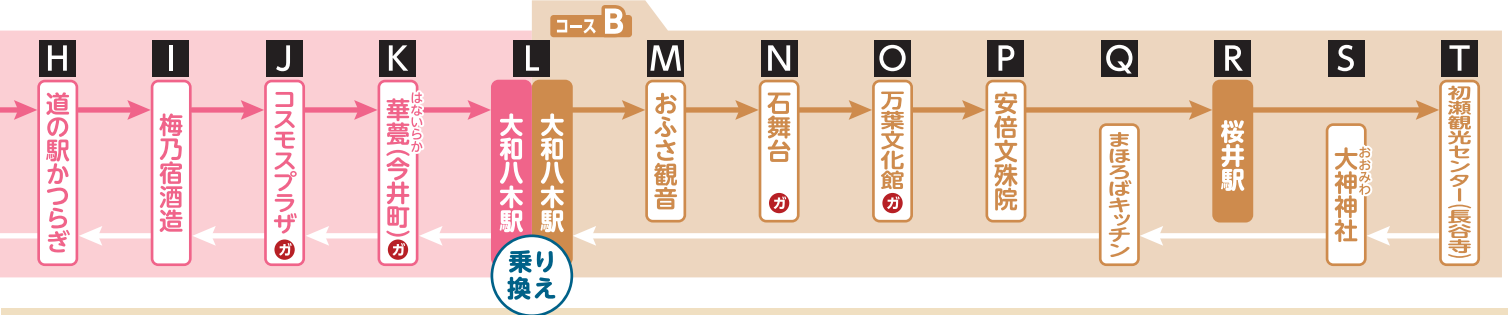 コースB
H
道の駅かつらぎ
I
梅乃宿酒造
J
コスモスプラザ
ガ
K
華甍(今井町)
はないらか
ガ
L
大和八木駅
大和八木駅
乗り
換え
M
おふさ観音
N
石舞台
ガ
O
万葉文化館
ガ
P
安倍文殊院
Q
まほろばキッチン
R
桜井駅
S
大神神社
おおみわ
T
初瀬観光センター(長谷寺)